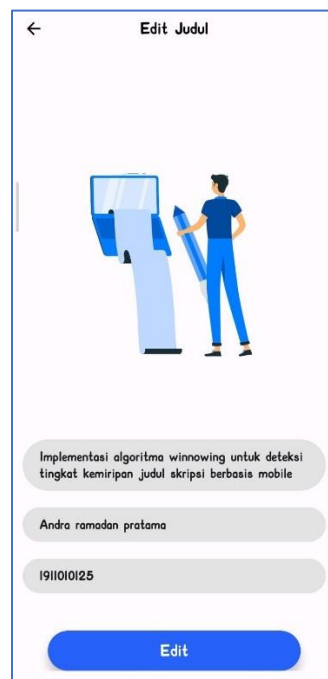 Edit Judul
Implementasi algoritma winnowing untuk deteksi
tingkat kemiripan judul skripsi berbasis mobile
Andra ramadan pratama
1911010125
Edit